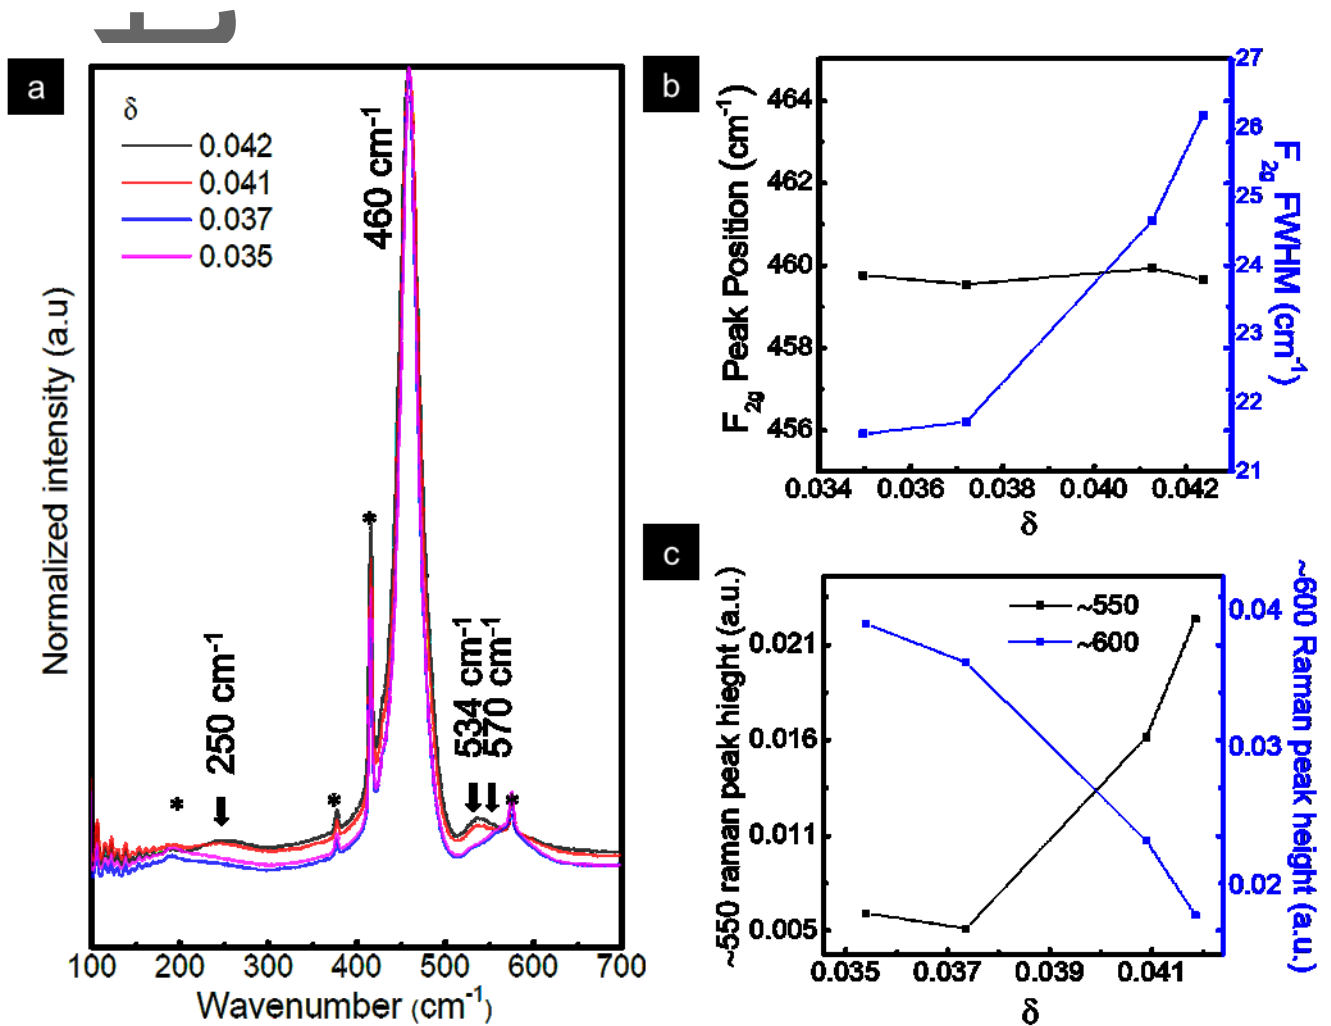 a
δ
0.042
0.041
0.037
0.035
460 cm⁻¹
250 cm⁻¹
534 cm⁻¹
570 cm⁻¹
*
*
*
*
Normalized intensity (a.u)
100 200 300 400 500 600 700
Wavenumber (cm⁻¹)
b
F₂g Peak Position (cm⁻¹)
464
462
460
458
456
27
26
25
24
23
22
21
F₂g FWHM (cm⁻¹)
0.034 0.036 0.038 0.040 0.042
δ
c
~550 raman peak hieght (a.u.)
0.021
0.016
0.011
0.005
~550
~600
0.04
0.03
0.02
~600 Raman peak height (a.u.)
0.035 0.037 0.039 0.041
δ